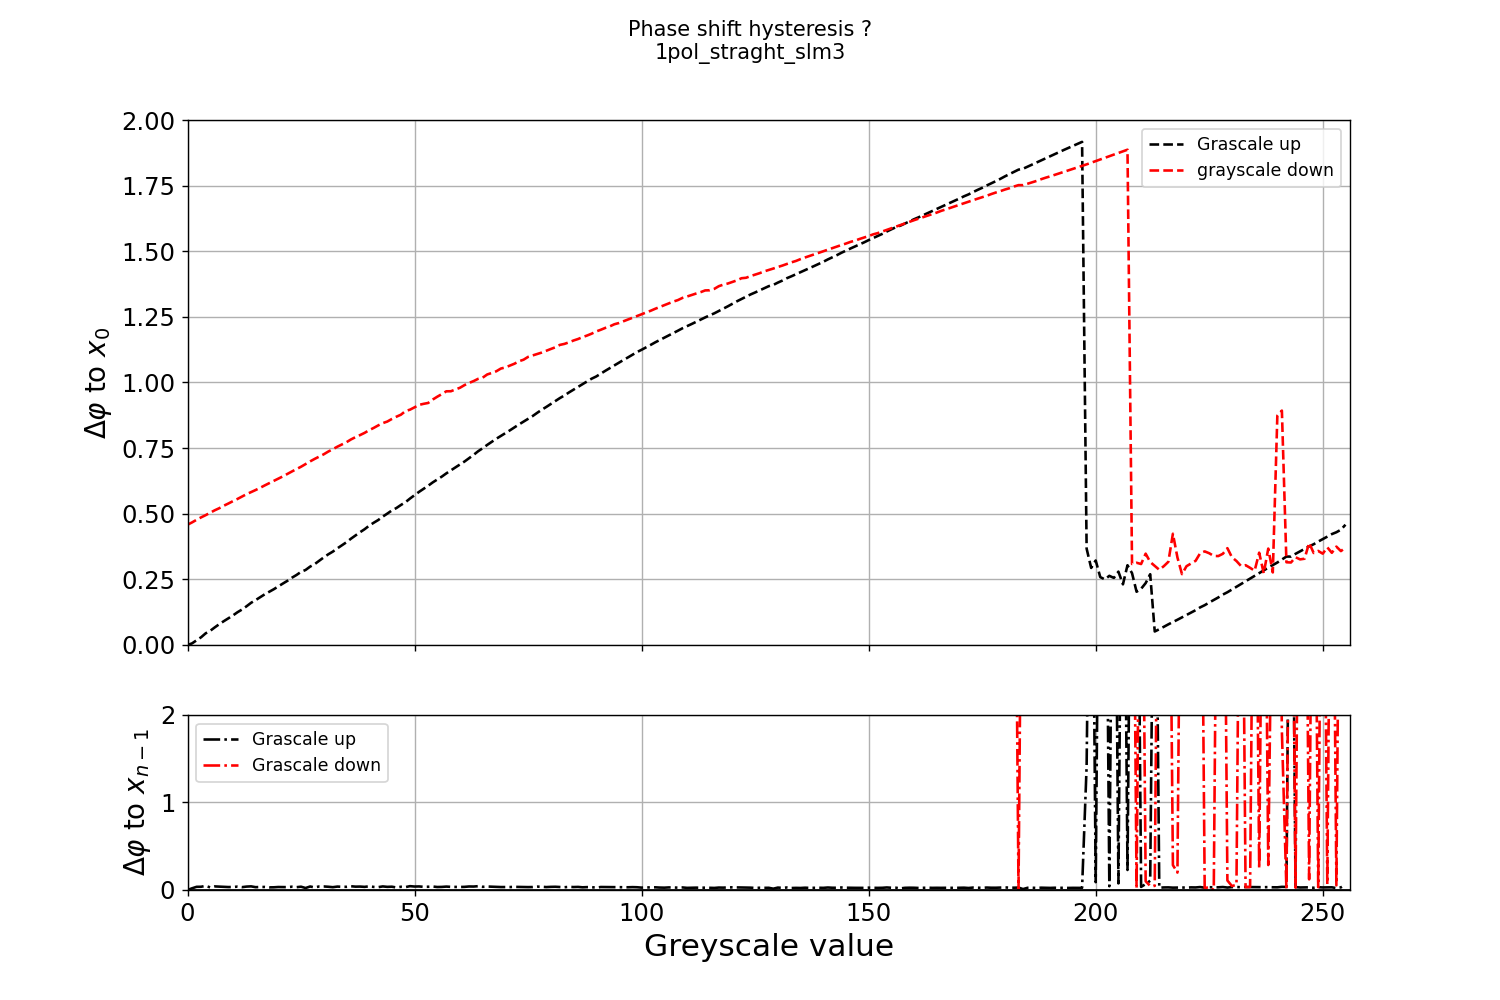 Phase shift hysteresis ?
1pol_straght_slm3
2.00
1.75
1.50
1.25
1.00
0.75
0.50
0.25
0.00
Δφ to x₀
Grascale up
grayscale down
2
1
0
Δφ to xₙ₋₁
Grascale up
Grascale down
0 50 100 150 200 250
Greyscale value